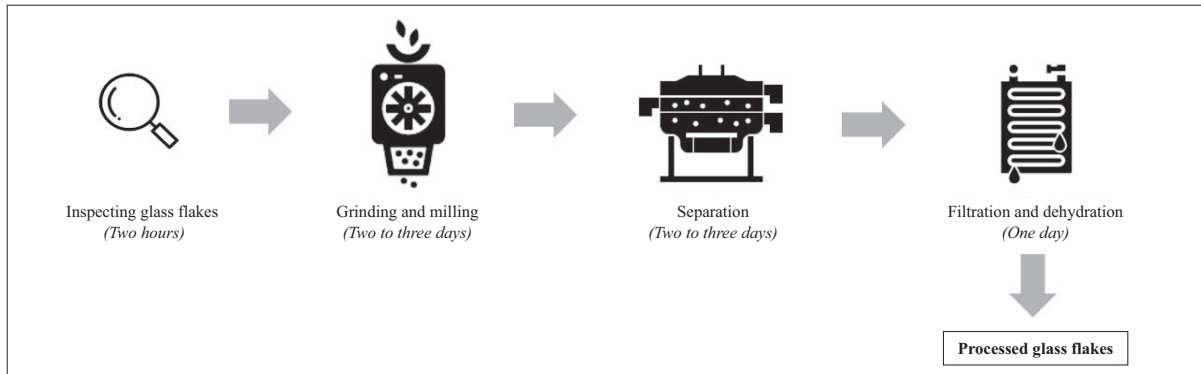 Inspecting glass flakes
(Two hours)
Grinding and milling
(Two to three days)
Separation
(Two to three days)
Filtration and dehydration
(One day)
Processed glass flakes